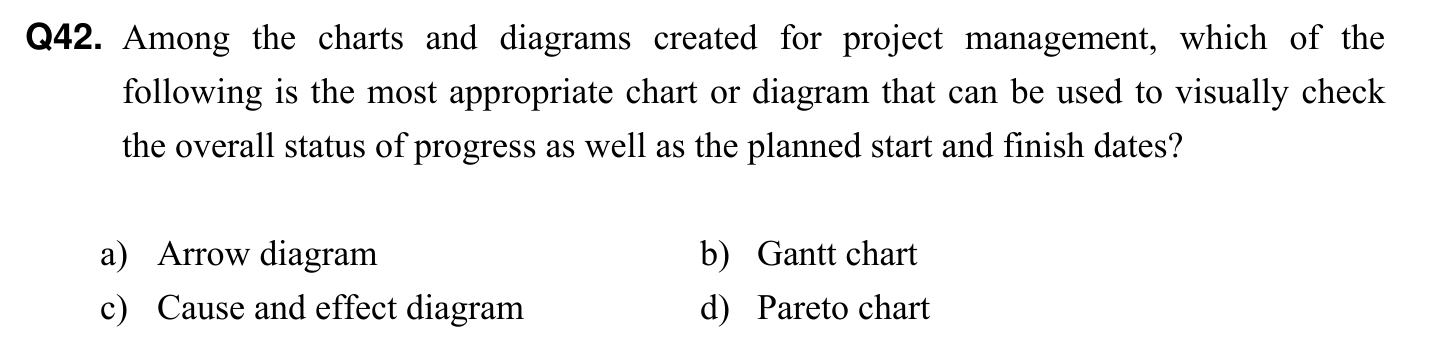 Q42. Among the charts and diagrams created for project management, which of the
following is the most appropriate chart or diagram that can be used to visually check
the overall status of progress as well as the planned start and finish dates?
a) Arrow diagram b) Gantt chart
c) Cause and effect diagram d) Pareto chart